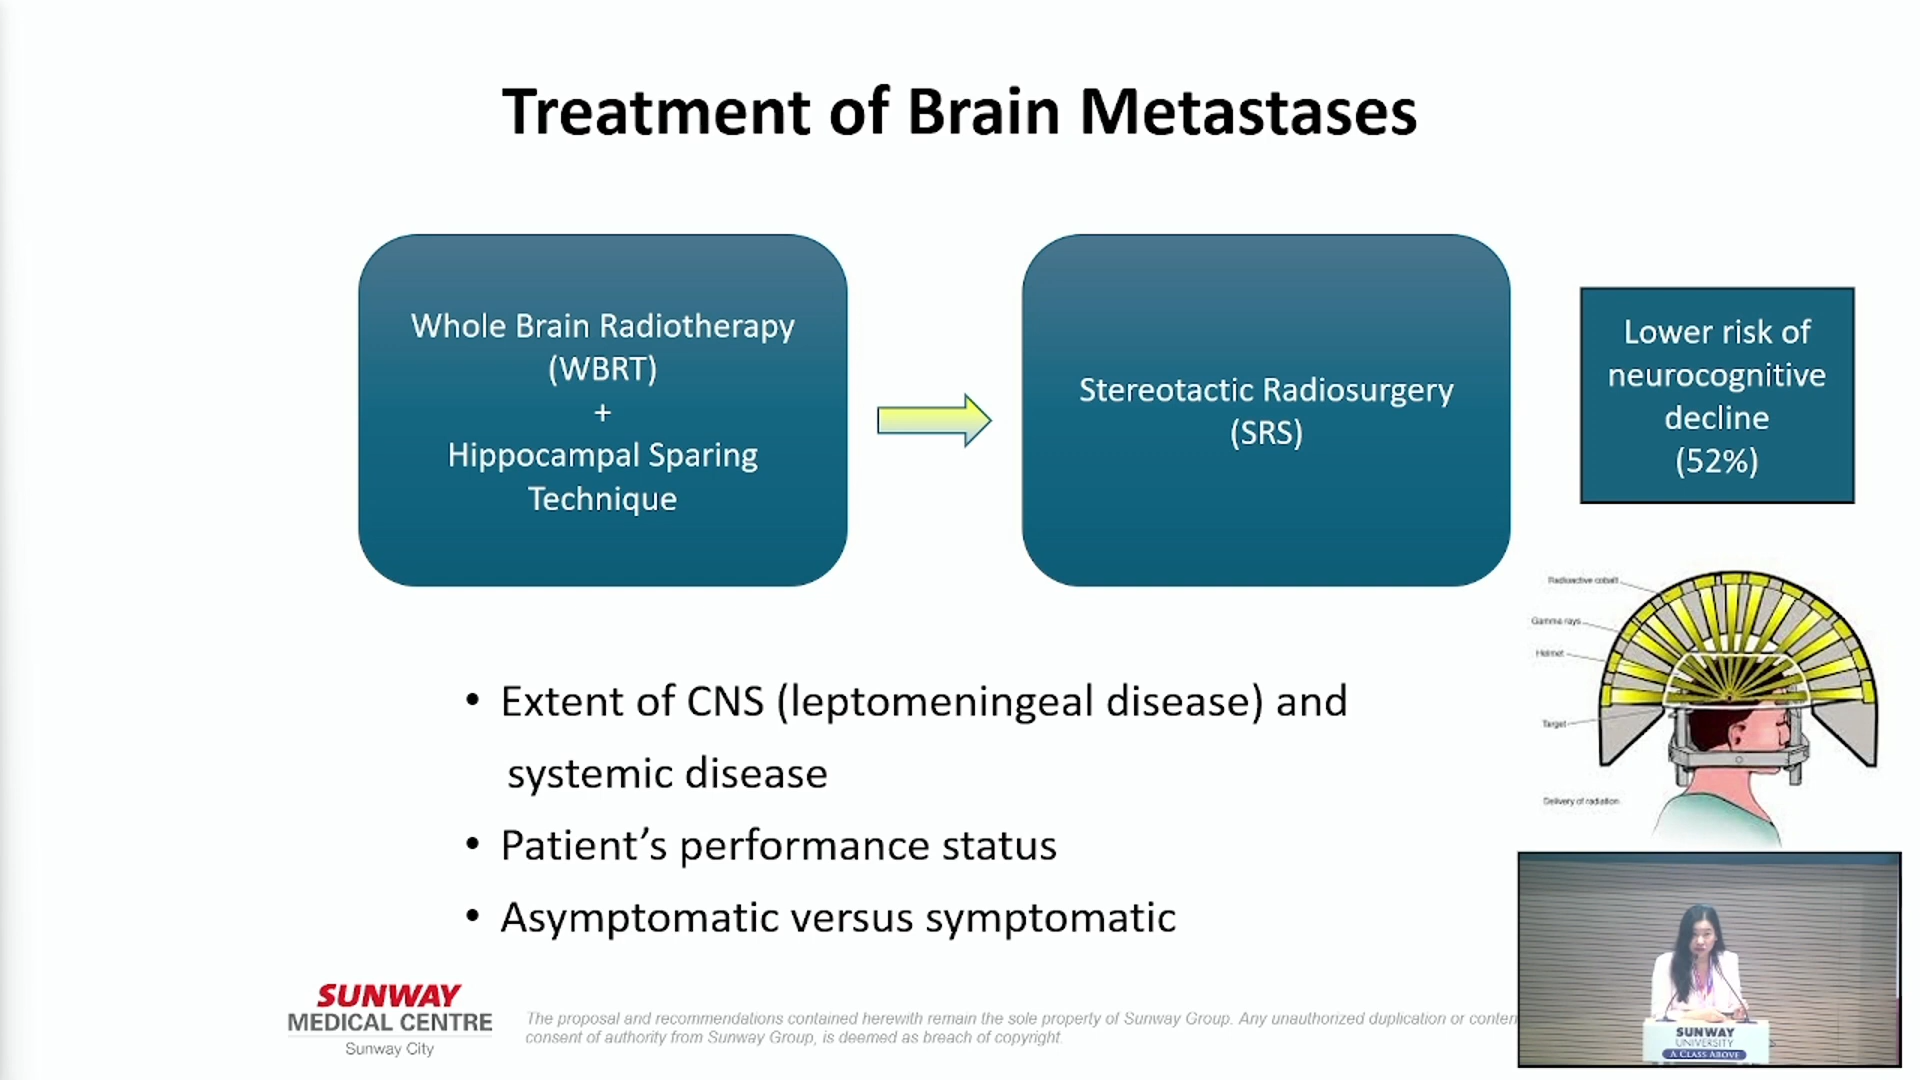 Treatment of Brain Metastases
Whole Brain Radiotherapy
(WBRT)
+
Hippocampal Sparing
Technique
Stereotactic Radiosurgery
(SRS)
Lower risk of
neurocognitive
decline
(52%)
Radioactive cobalt
Gamma rays
Helmet
Target
Delivery of radiation
• Extent of CNS (leptomeningeal disease) and
systemic disease
• Patient’s performance status
• Asymptomatic versus symptomatic
SUNWAY
MEDICAL CENTRE
Sunway City
The proposal and recommendations contained herewith remain the sole property of Sunway Group. Any unauthorized duplication or
consent of authority from Sunway Group, is deemed as breach of copyright.
SUNWAY
UNIVERSITY
A CLASS ABOVE